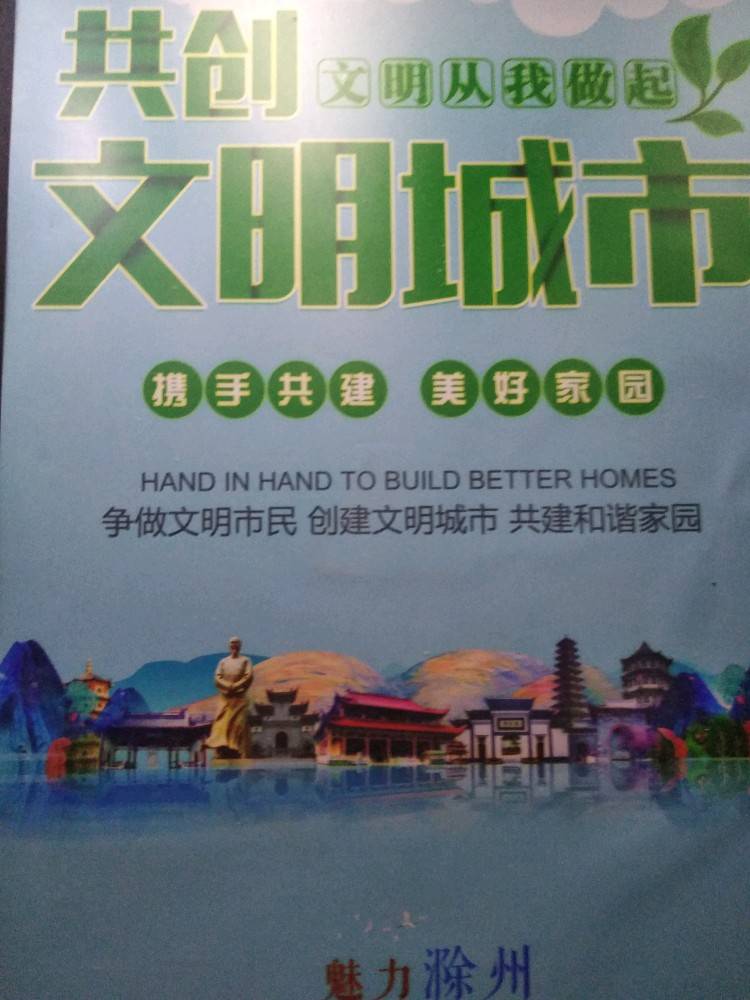 共创 文明从我做起
文明城市
携手共建 美好家园
HAND IN HAND TO BUILD BETTER HOMES
争做文明市民 创建文明城市 共建和谐家园
魅力滁州